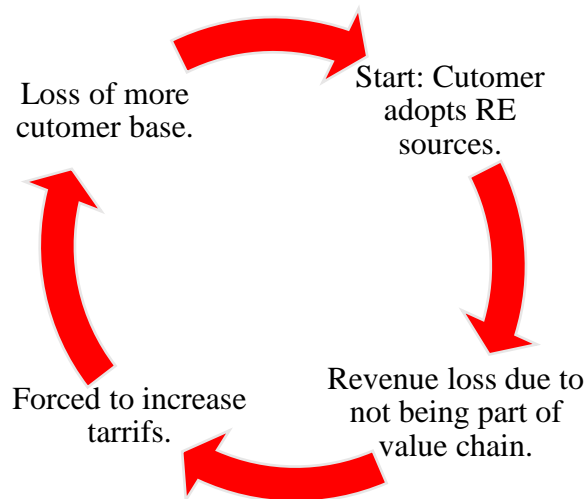 Start: Cutomer
adopts RE
sources.
Revenue loss due to
not being part of
value chain.
Forced to increase
tarrifs.
Loss of more
cutomer base.